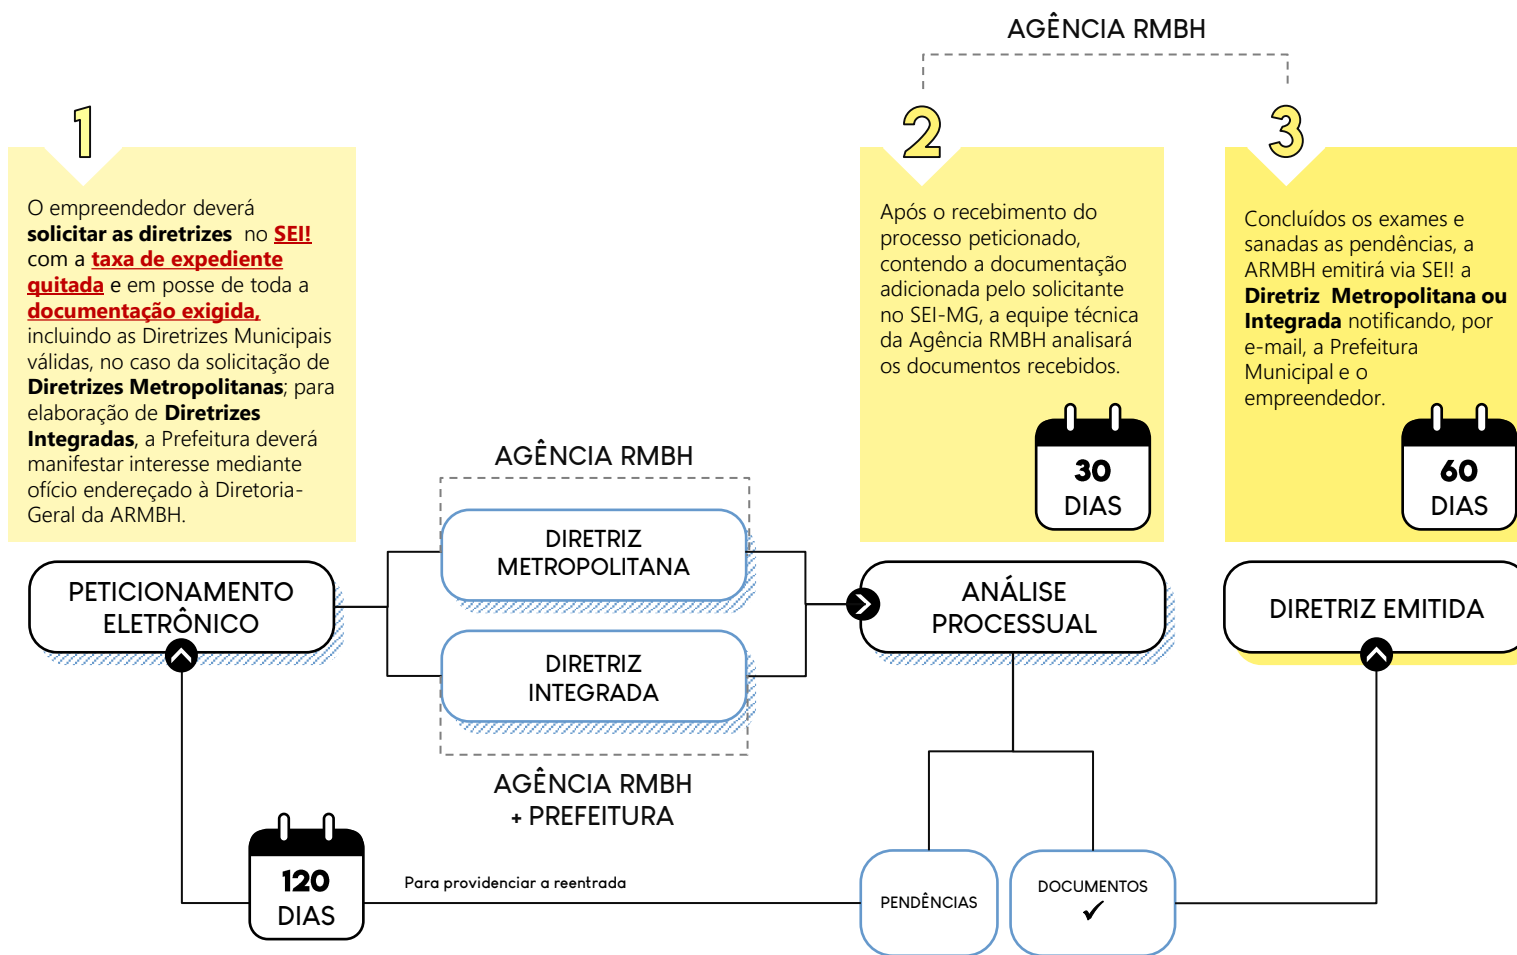 AGÊNCIA RMBH
1
O empreendedor deverá
solicitar as diretrizes no SEI!
com a taxa de expediente
quitada e em posse de toda a
documentação exigida,
incluindo as Diretrizes Municipais
válidas, no caso da solicitação de
Diretrizes Metropolitanas; para
elaboração de Diretrizes
Integradas, a Prefeitura deverá
manifestar interesse mediante
ofício endereçado à Diretoria-
Geral da ARMBH.
2
Após o recebimento do
processo peticionado,
contendo a documentação
adicionada pelo solicitante
no SEI-MG, a equipe técnica
da Agência RMBH analisará
os documentos recebidos.
30
DIAS
3
Concluídos os exames e
sanadas as pendências, a
ARMBH emitirá via SEI! a
Diretriz Metropolitana ou
Integrada notificando, por
e-mail, a Prefeitura
Municipal e o
empreendedor.
60
DIAS
PETICIONAMENTO
ELETRÔNICO
AGÊNCIA RMBH
DIRETRIZ
METROPOLITANA
DIRETRIZ
INTEGRADA
AGÊNCIA RMBH
+ PREFEITURA
ANÁLISE
PROCESSUAL
DIRETRIZ EMITIDA
120
DIAS
Para providenciar a reentrada
PENDÊNCIAS
DOCUMENTOS
✓